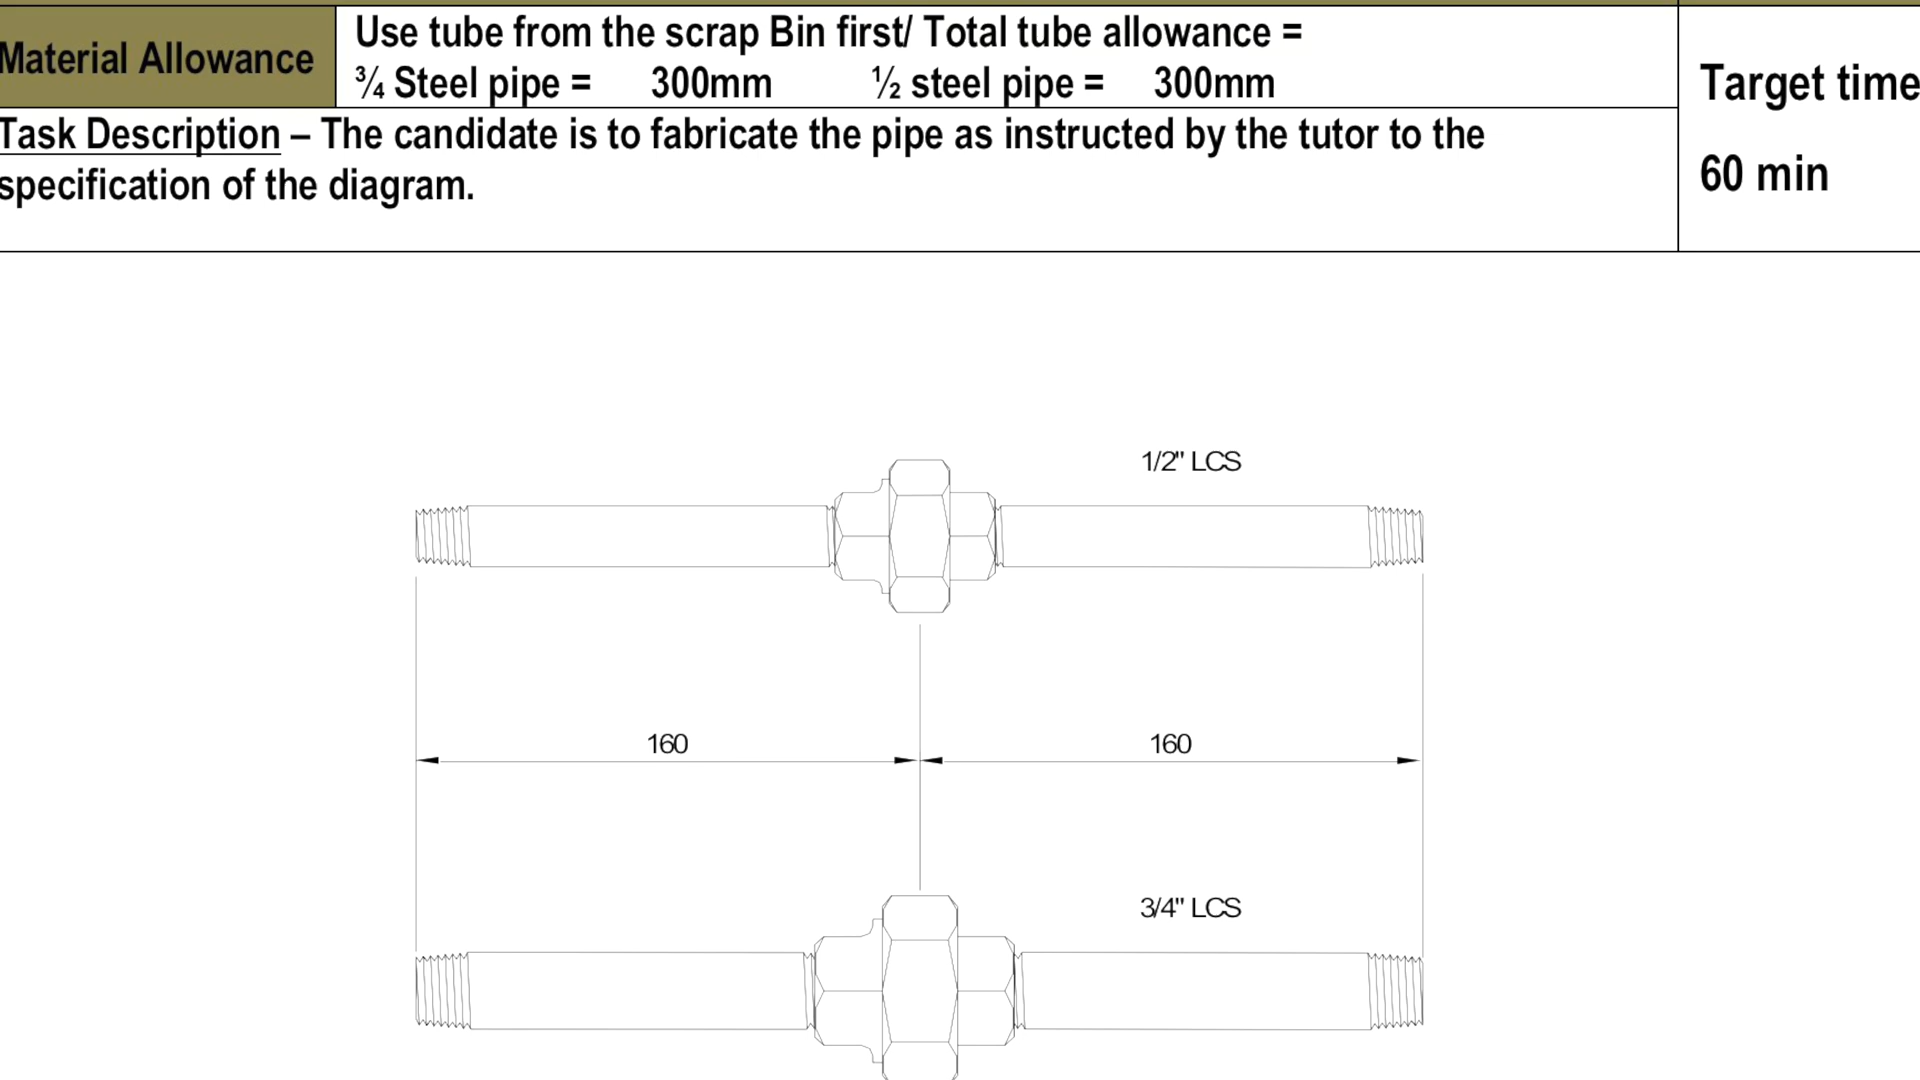 Material Allowance
Use tube from the scrap Bin first/ Total tube allowance =
¾ Steel pipe = 300mm ½ steel pipe = 300mm
Target time
60 min
Task Description – The candidate is to fabricate the pipe as instructed by the tutor to the
specification of the diagram.
1/2" LCS
160 160
3/4" LCS